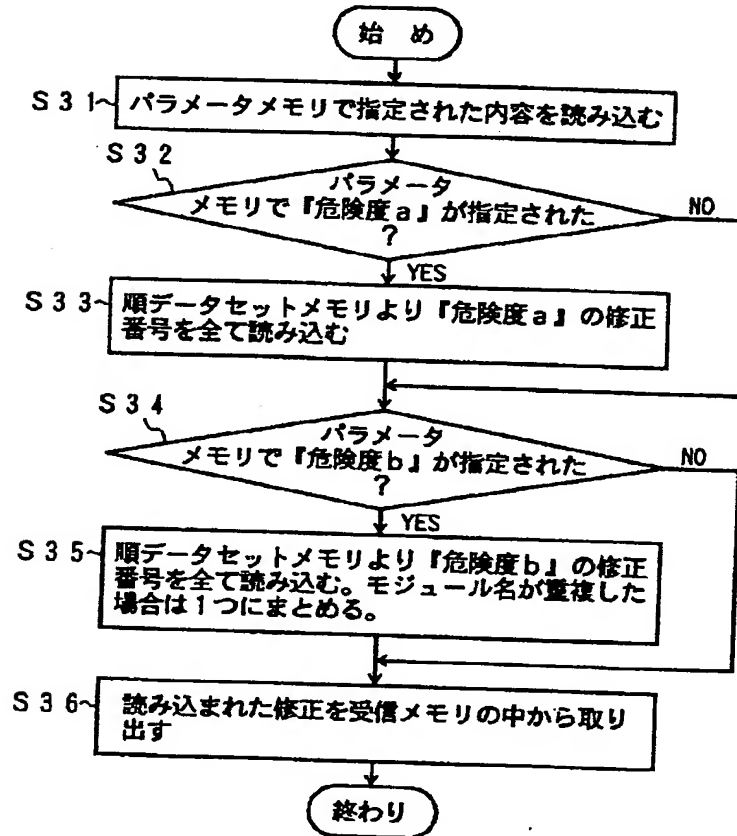 始 め
S31 パラメータメモリで指定された内容を読み込む
S32
パラメータ
メモリで『危険度a』が指定された
?
NO
YES
S33 順データセットメモリより『危険度a』の修正
番号を全て読み込む
S34
パラメータ
メモリで『危険度b』が指定された
?
NO
YES
S35 順データセットメモリより『危険度b』の修正
番号を全て読み込む。モジュール名が重複した
場合は1つにまとめる。
S36 読み込まれた修正を受信メモリの中から取り
出す
終わり